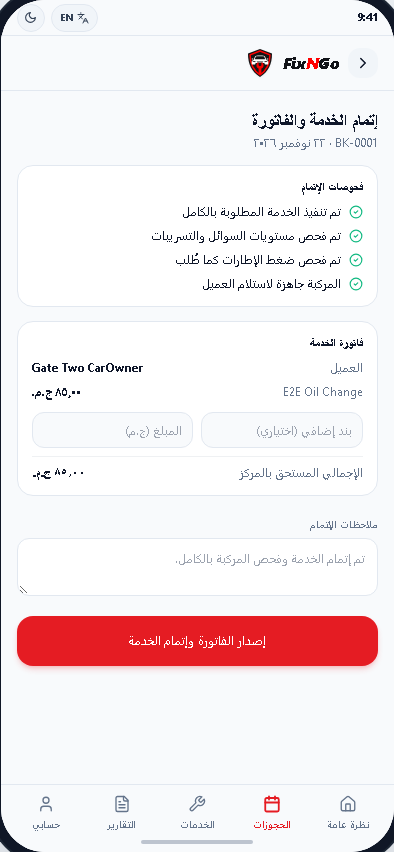 9:41
EN
FixNGo
إتمام الخدمة والفاتورة
BK-0001 · ٢٢ نوفمبر ٢٠٢٦
فحوصات الإتمام
تم تنفيذ الخدمة المطلوبة بالكامل
تم فحص مستويات السوائل والتسريبات
تم فحص ضغط الإطارات كما طُلب
المركبة جاهزة لاستلام العميل
فاتورة الخدمة
العميل Gate Two CarOwner
E2E Oil Change ٨٥٫٠٠ ج.م.
بند إضافي (اختياري) المبلغ (ج.م)
الإجمالي المستحق بالمركز ٨٥٫٠٠ ج.م.
ملاحظات الإتمام
تم إتمام الخدمة وفحص المركبة بالكامل.
إصدار الفاتورة وإتمام الخدمة
نظرة عامة الحجوزات الخدمات التقارير حسابي